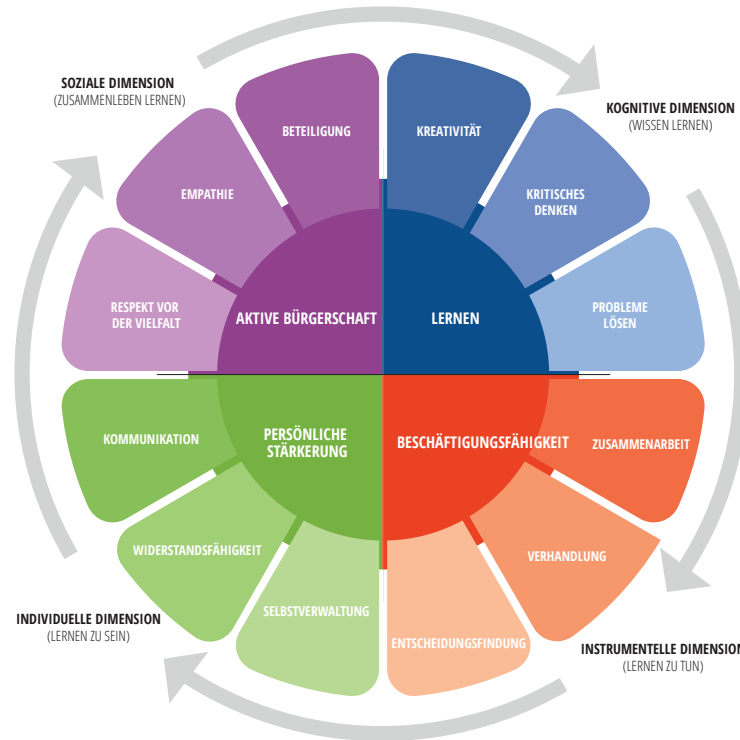 SOZIALE DIMENSION
(ZUSAMMENLEBEN LERNEN)
KOGNITIVE DIMENSION
(WISSEN LERNEN)
BETEILIGUNG
KREATIVITÄT
EMPATHIE
KRITISCHES
DENKEN
RESPEKT VOR
DER VIELFALT
PROBLEME
LÖSEN
AKTIVE BÜRGERSCHAFT
LERNEN
PERSÖNLICHE
STÄRKERUNG
BESCHÄFTIGUNGSFÄHIGKEIT
KOMMUNIKATION
ZUSAMMENARBEIT
WIDERSTANDSFÄHIGKEIT
VERHANDLUNG
SELBSTVERWALTUNG
ENTSCHEIDUNGSFINDUNG
INDIVIDUELLE DIMENSION
(LERNEN ZU SEIN)
INSTRUMENTELLE DIMENSION
(LERNEN ZU TUN)